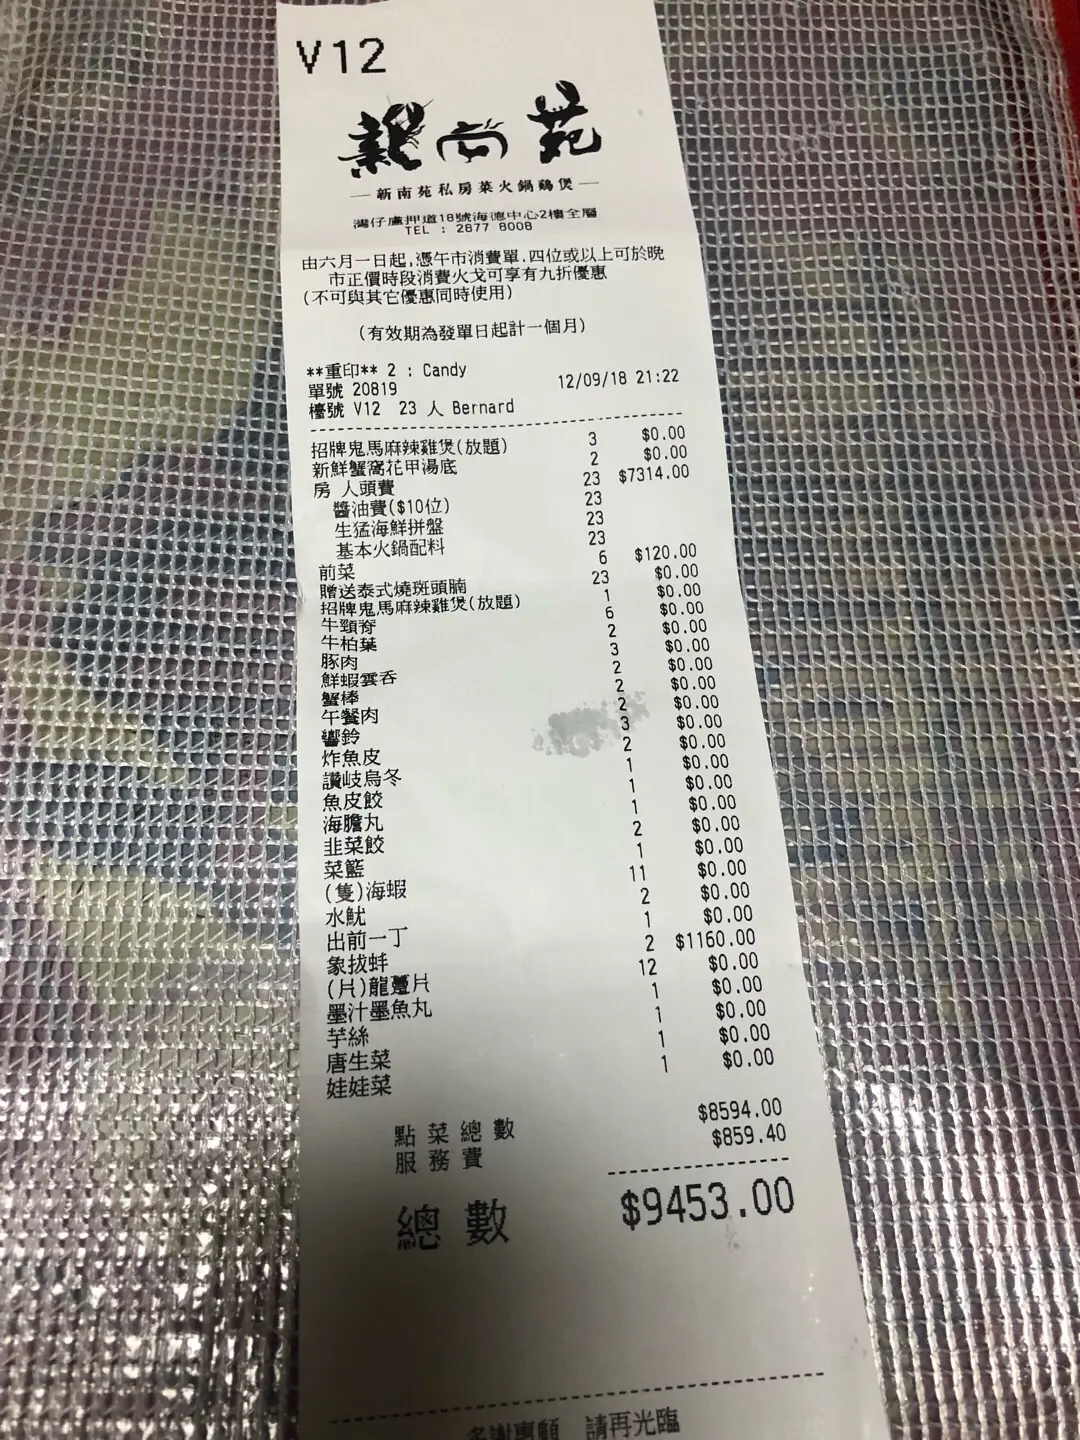 V12
新南苑
新南苑私房菜火鍋鷄煲
灣仔盧押道18號海德中心2樓全層
TEL : 2877 8008
由六月一日起,憑午市消費單,四位或以上可於晚
市正價時段消費火戈可享有九折優惠
(不可與其它優惠同時使用)
(有效期為發單日起計一個月)
**重印** 2 : Candy
單號 20819 12/09/18 21:22
檯號 V12 23 人 Bernard
招牌鬼馬麻辣雞煲(放題) 3 $0.00
新鮮蟹窩花甲湯底 2 $0.00
房 人頭費 23 $7314.00
醬油費($10位) 23
生猛海鮮拼盤 23
基本火鍋配料 23
前菜 6 $120.00
贈送泰式燒斑頭腩 23 $0.00
招牌鬼馬麻辣雞煲(放題) 1 $0.00
牛頸脊 6 $0.00
牛柏葉 2 $0.00
豚肉 3 $0.00
鮮蝦雲吞 2 $0.00
蟹棒 2 $0.00
午餐肉 2 $0.00
響鈴 3 $0.00
炸魚皮 2 $0.00
讚岐烏冬 1 $0.00
魚皮餃 1 $0.00
海膽丸 1 $0.00
韭菜餃 2 $0.00
菜籃 1 $0.00
(隻)海蝦 11 $0.00
水魷 2 $0.00
出前一丁 1 $0.00
象拔蚌 2 $1160.00
(片)龍躉片 12 $0.00
墨汁墨魚丸 1 $0.00
芋絲 1 $0.00
唐生菜 1 $0.00
娃娃菜 1 $0.00
點菜總數 $8594.00
服務費 $859.40
總數 $9453.00
多謝惠顧 請再光臨